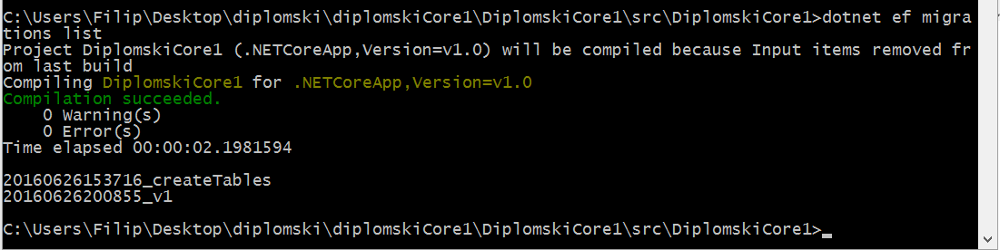 C:\Users\Filip\Desktop\diplomski\diplomskiCore1\DiplomskiCore1\src\DiplomskiCore1>dotnet ef migra
tions list
Project DiplomskiCore1 (.NETCoreApp,Version=v1.0) will be compiled because Input items removed fr
om last build
Compiling DiplomskiCore1 for .NETCoreApp,Version=v1.0
Compilation succeeded.
    0 Warning(s)
    0 Error(s)
Time elapsed 00:00:02.1981594
20160626153716_createTables
20160626200855_v1
C:\Users\Filip\Desktop\diplomski\diplomskiCore1\DiplomskiCore1\src\DiplomskiCore1>